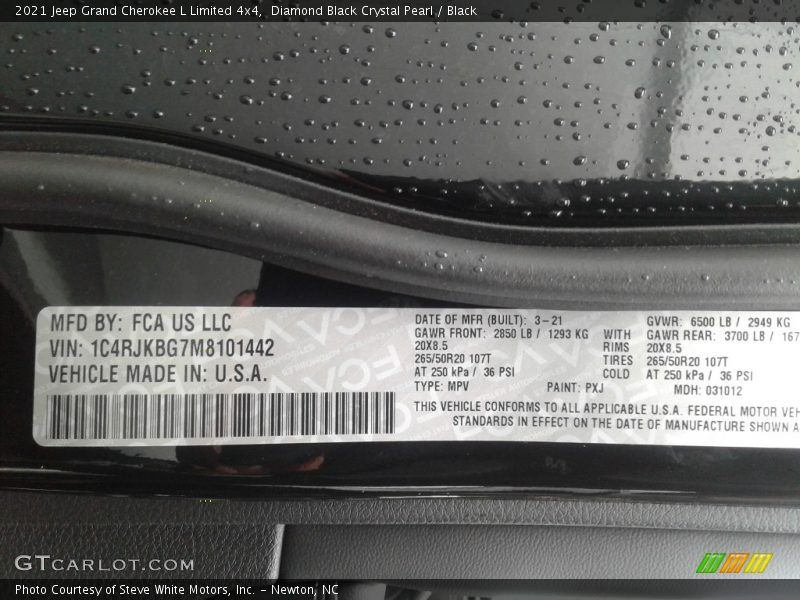 2021 Jeep Grand Cherokee L Limited 4x4, Diamond Black Crystal Pearl / Black
MFD BY: FCA US LLC
VIN: 1C4RJKBG7M8101442
VEHICLE MADE IN: U.S.A.
DATE OF MFR (BUILT): 3-21
GAWR FRONT: 2850 LB / 1293 KG
20X8.5
265/50R20 107T
AT 250 kPa / 36 PSI
TYPE: MPV
PAINT: PXJ
WITH
RIMS
TIRES
COLD
GVWR: 6500 LB / 2949 KG
GAWR REAR: 3700 LB / 167
20X8.5
265/50R20 107T
AT 250 kPa / 36 PSI
MDH: 031012
THIS VEHICLE CONFORMS TO ALL APPLICABLE U.S.A. FEDERAL MOTOR VEH
STANDARDS IN EFFECT ON THE DATE OF MANUFACTURE SHOWN A
GTCARLOT.COM
Photo Courtesy of Steve White Motors, Inc. - Newton, NC